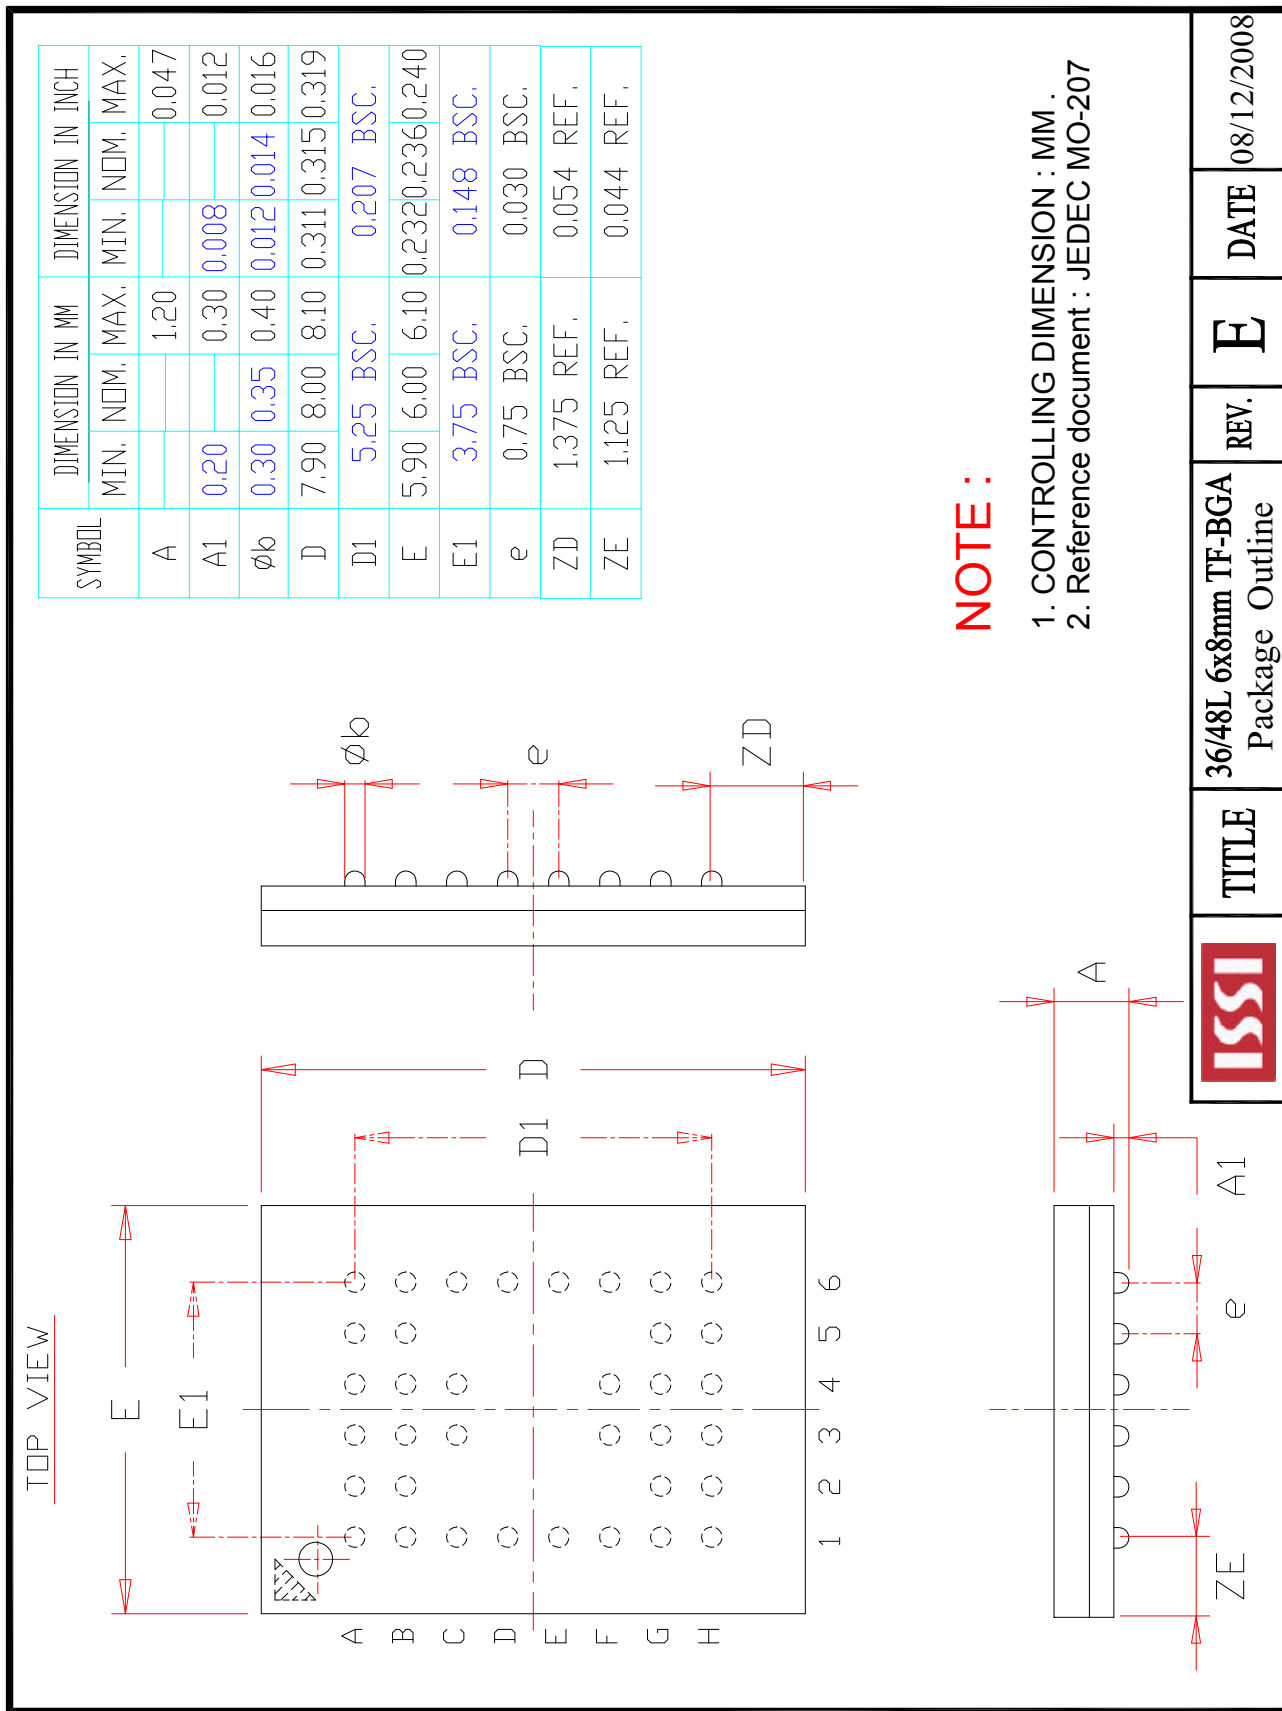 TOP VIEW
E
E1
D
D1
A
B
C
D
E
F
G
H
1 2 3 4 5 6
Øb
e
ZD
ZE
e
A1
A
SYMBOL DIMENSION IN MM DIMENSION IN INCH
MIN. NOM. MAX. MIN. NOM. MAX.
A 1.20 0.047
A1 0.20 0.30 0.008 0.012
Øb 0.30 0.35 0.40 0.012 0.014 0.016
D 7.90 8.00 8.10 0.311 0.315 0.319
D1 5.25 BSC. 0.207 BSC.
E 5.90 6.00 6.10 0.232 0.236 0.240
E1 3.75 BSC. 0.148 BSC.
e 0.75 BSC. 0.030 BSC.
ZD 1.375 REF. 0.054 REF.
ZE 1.125 REF. 0.044 REF.
NOTE :
1. CONTROLLING DIMENSION : MM .
2. Reference document : JEDEC MO-207
ISSI
TITLE
36/48L 6x8mm TF-BGA
Package Outline
REV.
E
DATE
08/12/2008